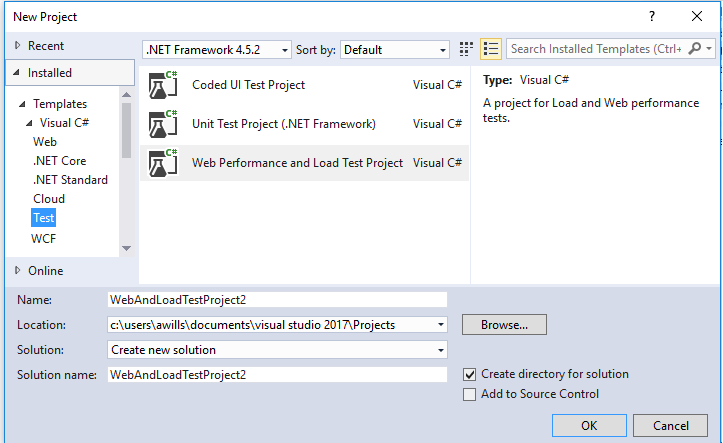 New Project
Recent
.NET Framework 4.5.2
Sort by:
Default
Search Installed Templates (Ctrl+
Installed
Templates
Visual C#
Web
.NET Core
.NET Standard
Cloud
Test
WCF
Online
C#
Coded UI Test Project
Visual C#
C#
Unit Test Project (.NET Framework)
Visual C#
C#
Web Performance and Load Test Project
Visual C#
Type: Visual C#
A project for Load and Web performance
tests.
Name:
WebAndLoadTestProject2
Location:
c:\users\awills\documents\visual studio 2017\Projects
Browse...
Solution:
Create new solution
Solution name:
WebAndLoadTestProject2
Create directory for solution
Add to Source Control
OK
Cancel